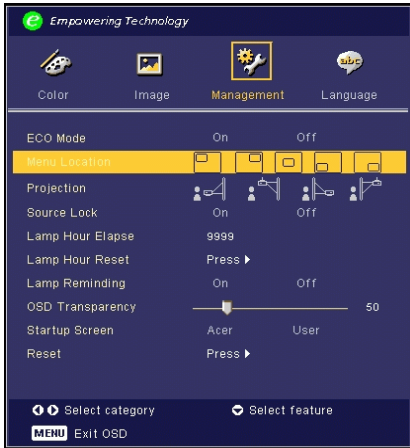 e Empowering Technology
Color Image Management Language
ECO Mode On Off
Menu Location
Projection
Source Lock On Off
Lamp Hour Elapse 9999
Lamp Hour Reset Press
Lamp Reminding On Off
OSD Transparency 50
Startup Screen Acer User
Reset Press
Select category Select feature
MENU Exit OSD